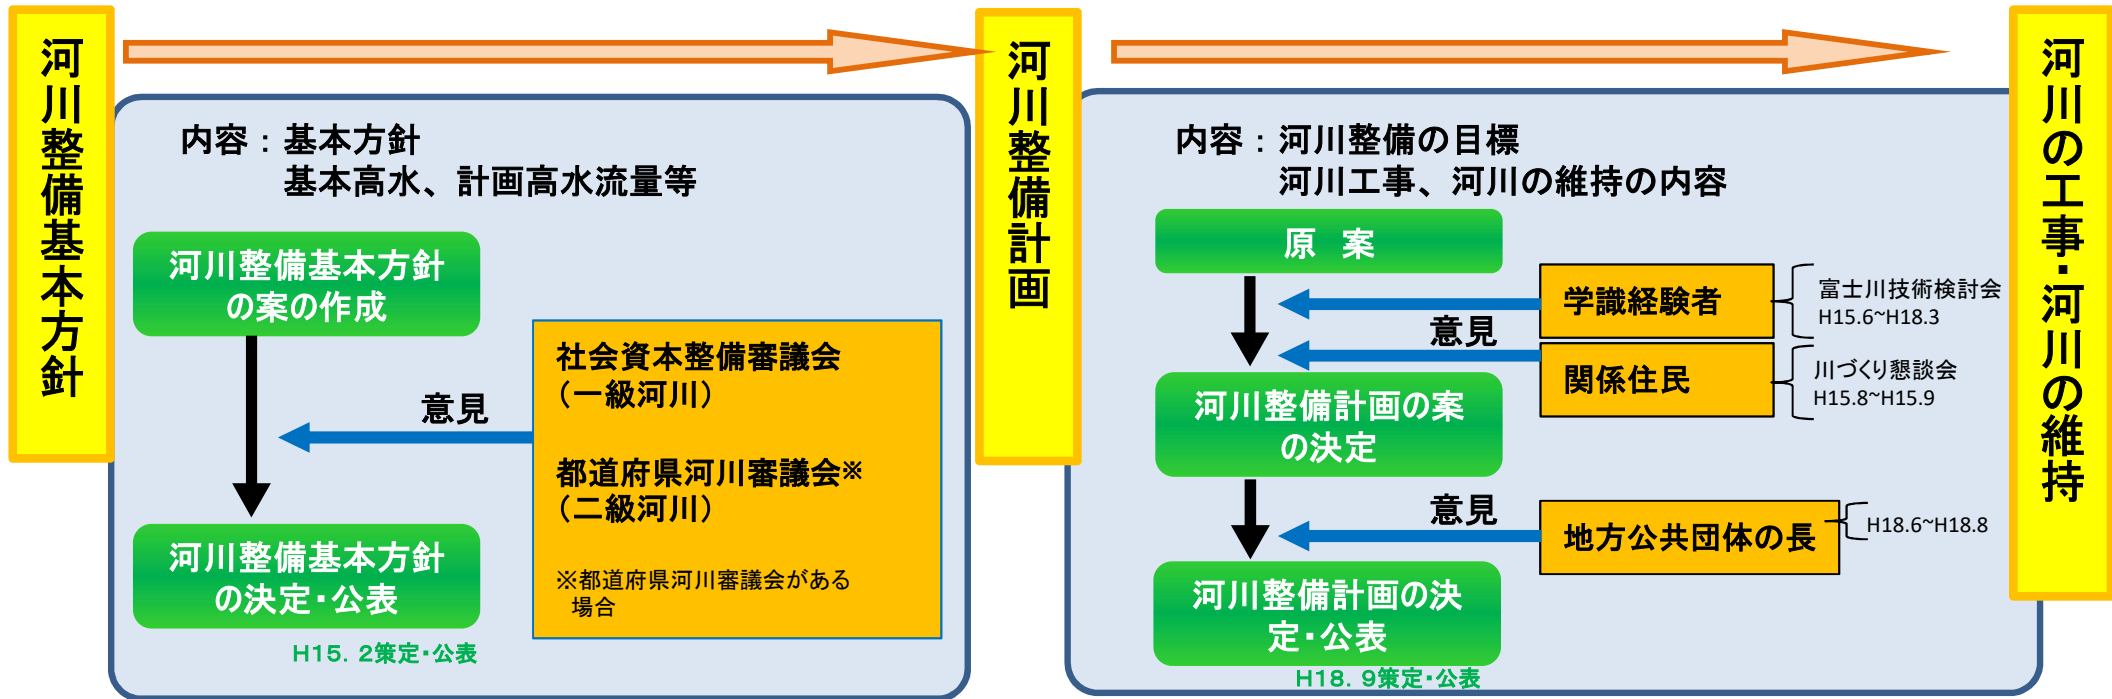 河川整備基本方針
内容：基本方針
基本高水、計画高水流量等
河川整備基本方針
の案の作成
意見
社会資本整備審議会
（一級河川）
都道府県河川審議会※
（二級河川）
※都道府県河川審議会がある
場合
河川整備基本方針
の決定・公表
H15．2策定・公表
河川整備計画
内容：河川整備の目標
河川工事、河川の維持の内容
原　案
学識経験者
富士川技術検討会
H15.6~H18.3
意見
関係住民
川づくり懇談会
H15.8~H15.9
河川整備計画の案
の決定
意見
地方公共団体の長
H18.6~H18.8
河川整備計画の決
定・公表
H18．9策定・公表
河川の工事・河川の維持